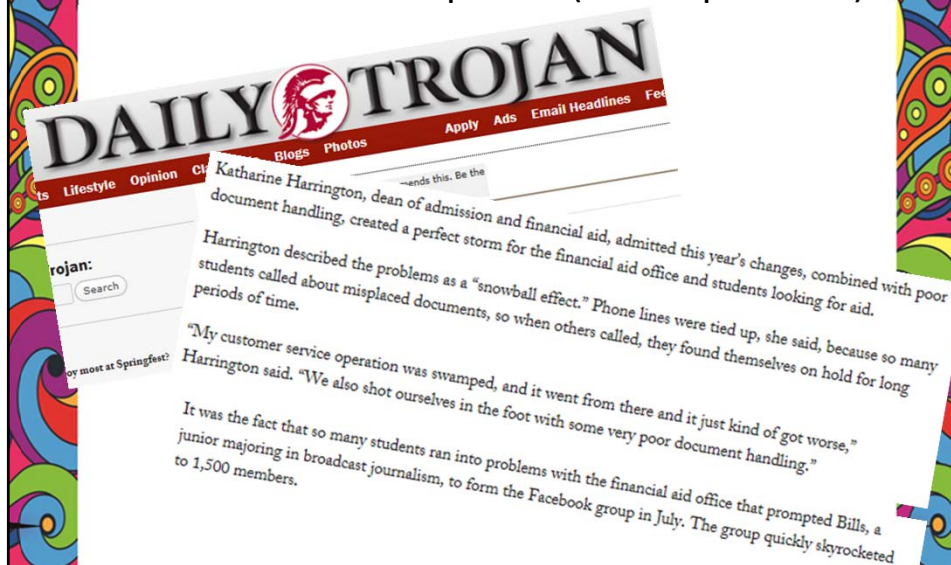 DAILY TROJAN
Lifestyle Opinion Blogs Photos Apply Ads Email Headlines
ends this. Be the
rojan:
Search
oy most at Springfest?
Katharine Harrington, dean of admission and financial aid, admitted this year's changes, combined with poor
document handling, created a perfect storm for the financial aid office and students looking for aid.
Harrington described the problems as a “snowball effect.” Phone lines were tied up, she said, because so many
students called about misplaced documents, so when others called, they found themselves on hold for long
periods of time.
“My customer service operation was swamped, and it went from there and it just kind of got worse,”
Harrington said. “We also shot ourselves in the foot with some very poor document handling.”
It was the fact that so many students ran into problems with the financial aid office that prompted Bills, a
junior majoring in broadcast journalism, to form the Facebook group in July. The group quickly skyrocketed
to 1,500 members.